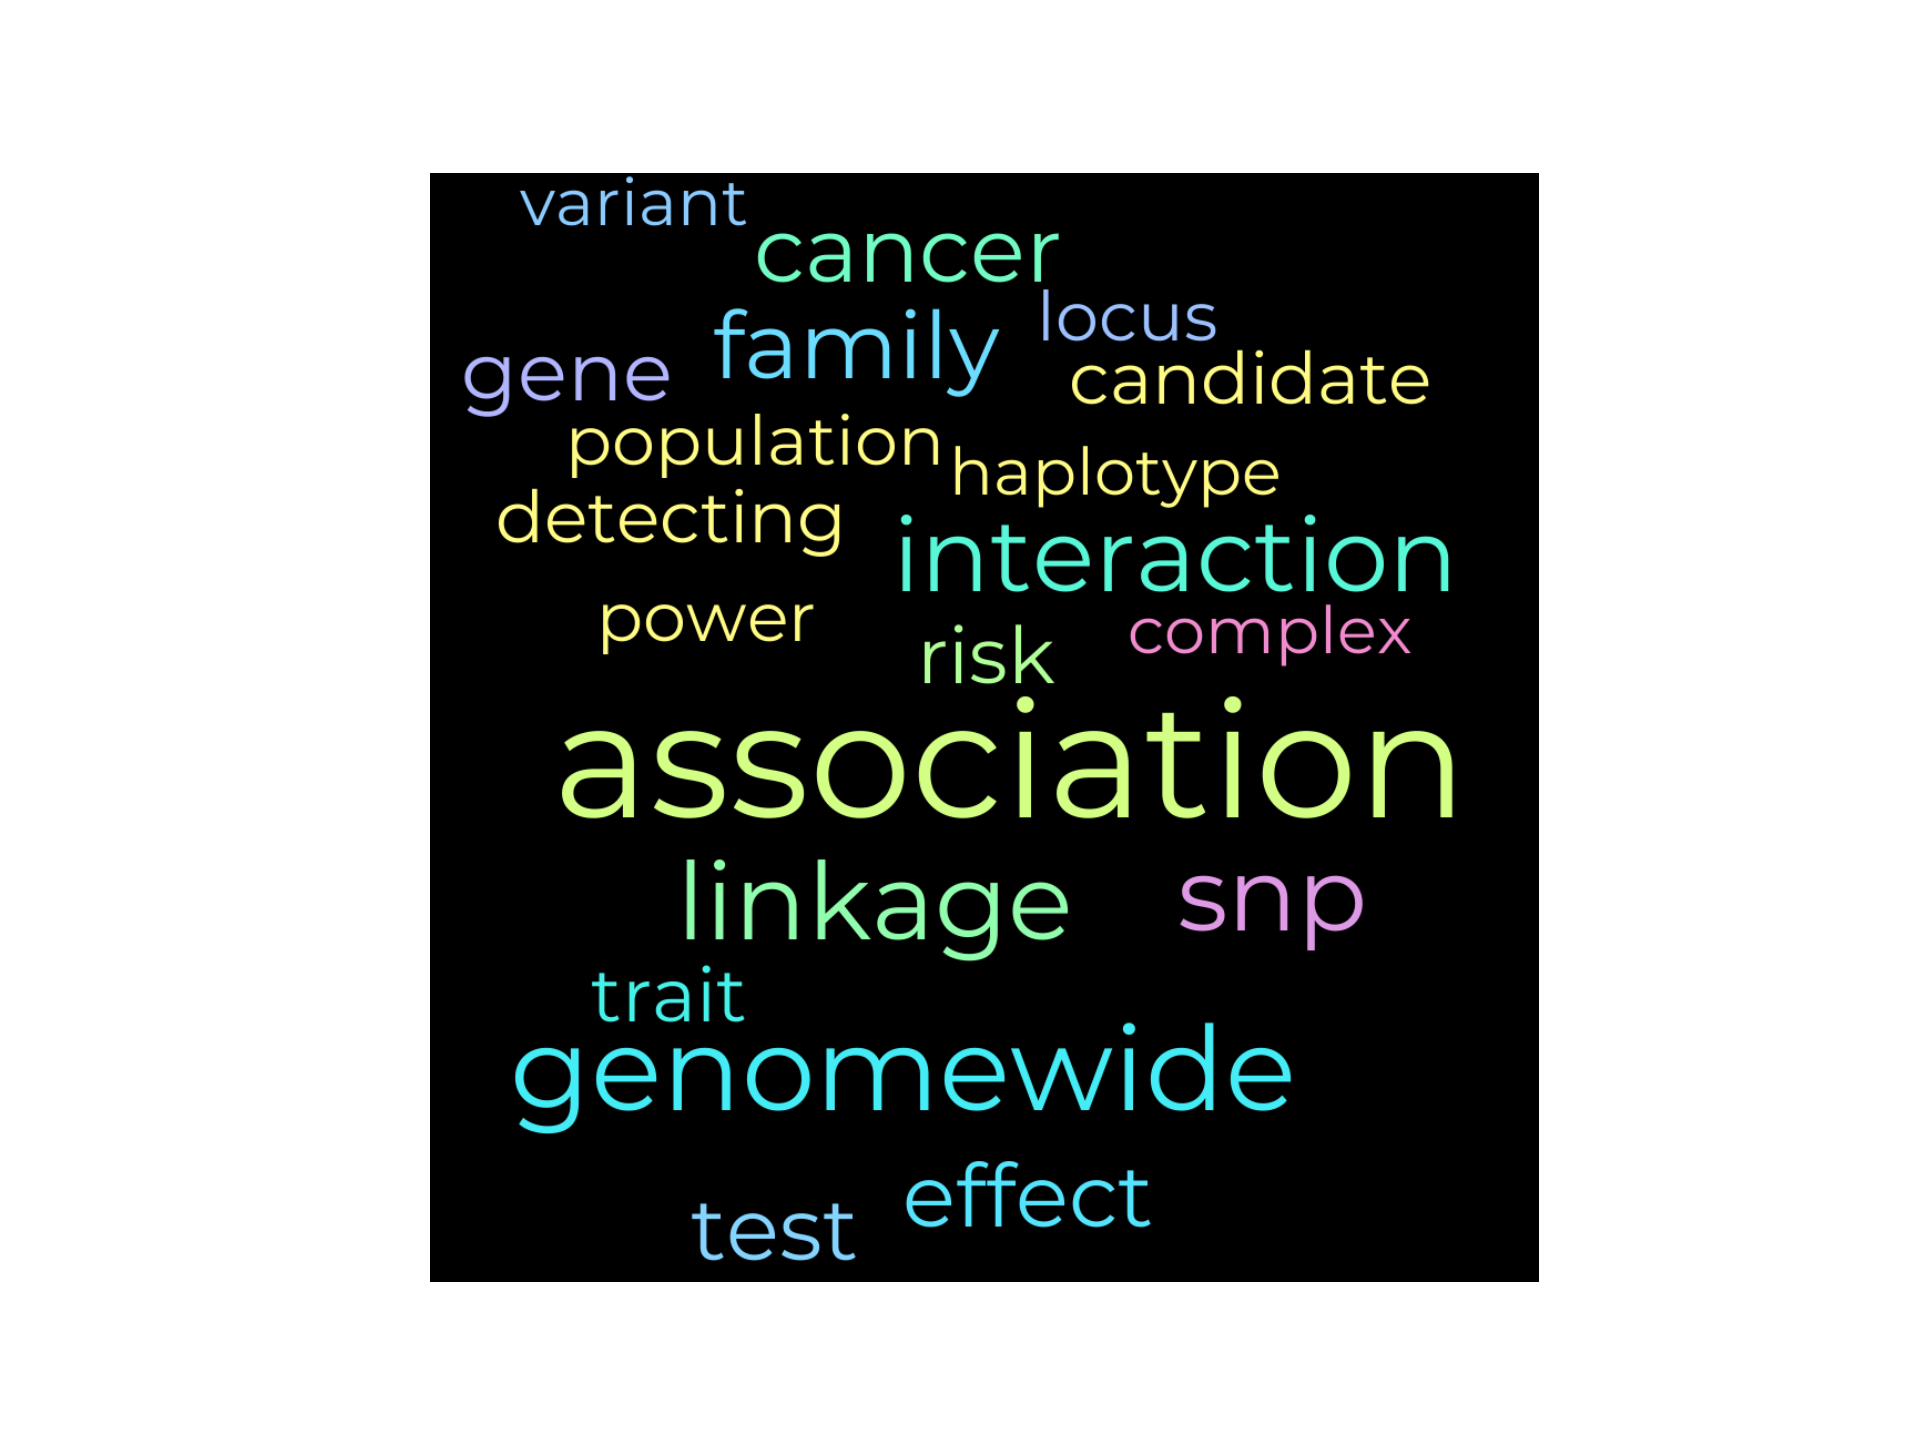 variant
cancer
locus
family
gene
candidate
population
haplotype
detecting
interaction
power
risk
complex
association
linkage
snp
trait
genomewide
effect
test